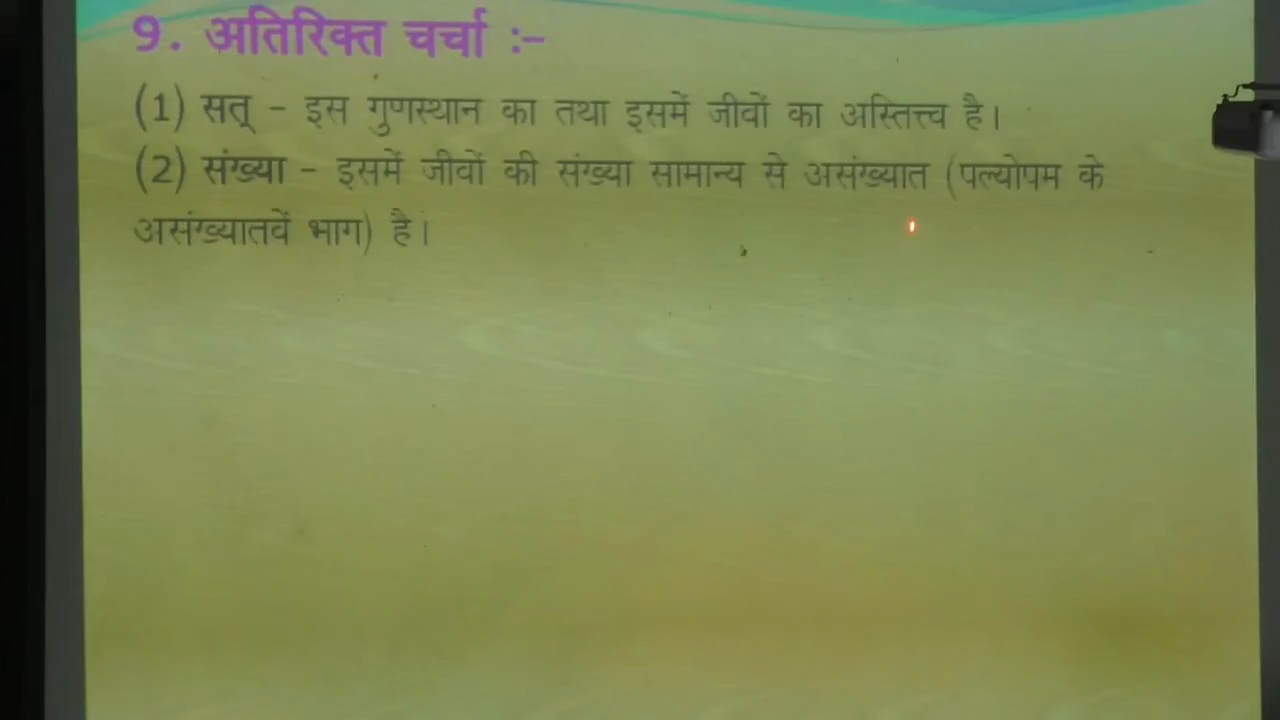 9. अतिरिक्त चर्चा :–
(1) सत् – इस गुणस्थान का तथा इसमें जीवों का अस्तित्त्व है।
(2) संख्या – इसमें जीवों की संख्या सामान्य से असंख्यात (पल्योपम के
असंख्यातवें भाग) है।